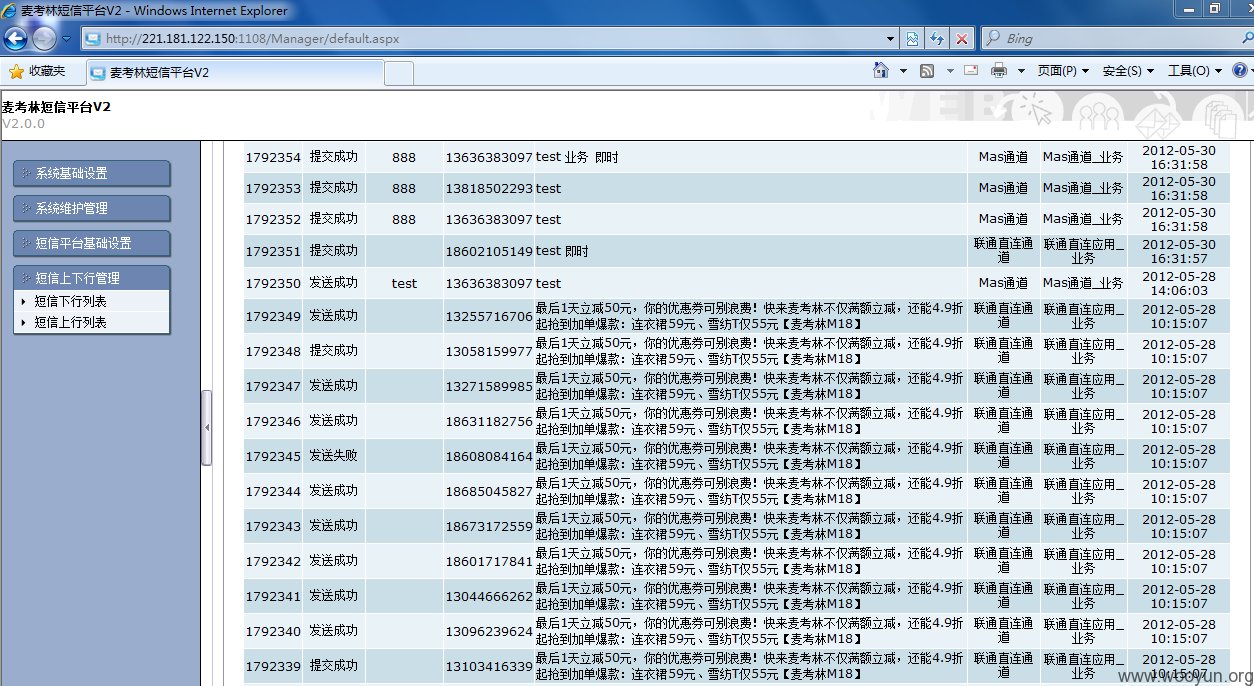 麦考林短信平台V2 - Windows Internet Explorer
http://221.181.122.150:1108/Manager/default.aspx
Bing
收藏夹
麦考林短信平台V2
页面(P)
安全(S)
工具(O)
麦考林短信平台V2
V2.0.0
WEB
系统基础设置
系统维护管理
短信平台基础设置
短信上下行管理
短信下行列表
短信上行列表
1792354 提交成功 888 13636383097 test 业务 即时 Mas通道 Mas通道_业务 2012-05-30
16:31:58
1792353 提交成功 888 13818502293 test Mas通道 Mas通道_业务 2012-05-30
16:31:58
1792352 提交成功 888 13636383097 test Mas通道 Mas通道_业务 2012-05-30
16:31:58
1792351 提交成功 18602105149 test 即时 联通直连通 联通直连应用_ 2012-05-30
道 业务 16:31:57
1792350 发送成功 test 13636383097 test Mas通道 Mas通道_业务 2012-05-28
14:06:03
1792349 发送成功 13255716706 最后1天立减50元，你的优惠券可别浪费！快来麦考林不仅满额立减，还能4.9折 联通直连通 联通直连应用_ 2012-05-28
起抢到加单爆款：连衣裙59元、雪纺T仅55元【麦考林M18】 道 业务 10:15:07
1792348 提交成功 13058159977 最后1天立减50元，你的优惠券可别浪费！快来麦考林不仅满额立减，还能4.9折 联通直连通 联通直连应用_ 2012-05-28
起抢到加单爆款：连衣裙59元、雪纺T仅55元【麦考林M18】 道 业务 10:15:07
1792347 发送成功 13271589985 最后1天立减50元，你的优惠券可别浪费！快来麦考林不仅满额立减，还能4.9折 联通直连通 联通直连应用_ 2012-05-28
起抢到加单爆款：连衣裙59元、雪纺T仅55元【麦考林M18】 道 业务 10:15:07
1792346 发送成功 18631182756 最后1天立减50元，你的优惠券可别浪费！快来麦考林不仅满额立减，还能4.9折 联通直连通 联通直连应用_ 2012-05-28
起抢到加单爆款：连衣裙59元、雪纺T仅55元【麦考林M18】 道 业务 10:15:07
1792345 发送失败 18608084164 最后1天立减50元，你的优惠券可别浪费！快来麦考林不仅满额立减，还能4.9折 联通直连通 联通直连应用_ 2012-05-28
起抢到加单爆款：连衣裙59元、雪纺T仅55元【麦考林M18】 道 业务 10:15:07
1792344 发送成功 18685045827 最后1天立减50元，你的优惠券可别浪费！快来麦考林不仅满额立减，还能4.9折 联通直连通 联通直连应用_ 2012-05-28
起抢到加单爆款：连衣裙59元、雪纺T仅55元【麦考林M18】 道 业务 10:15:07
1792343 发送成功 18673172559 最后1天立减50元，你的优惠券可别浪费！快来麦考林不仅满额立减，还能4.9折 联通直连通 联通直连应用_ 2012-05-28
起抢到加单爆款：连衣裙59元、雪纺T仅55元【麦考林M18】 道 业务 10:15:07
1792342 发送成功 18601717841 最后1天立减50元，你的优惠券可别浪费！快来麦考林不仅满额立减，还能4.9折 联通直连通 联通直连应用_ 2012-05-28
起抢到加单爆款：连衣裙59元、雪纺T仅55元【麦考林M18】 道 业务 10:15:07
1792341 发送成功 13044666262 最后1天立减50元，你的优惠券可别浪费！快来麦考林不仅满额立减，还能4.9折 联通直连通 联通直连应用_ 2012-05-28
起抢到加单爆款：连衣裙59元、雪纺T仅55元【麦考林M18】 道 业务 10:15:07
1792340 发送成功 13096239624 最后1天立减50元，你的优惠券可别浪费！快来麦考林不仅满额立减，还能4.9折 联通直连通 联通直连应用_ 2012-05-28
起抢到加单爆款：连衣裙59元、雪纺T仅55元【麦考林M18】 道 业务 10:15:07
1792339 提交成功 13103416339 最后1天立减50元，你的优惠券可别浪费！快来麦考林不仅满额立减，还能4.9折 联通直连通 联通直连应用_ 2012-05-28
起抢到加单爆款：连衣裙59元、雪纺T仅55元【麦考林M18】 道 业务 10:15:07
www.wooyun.org